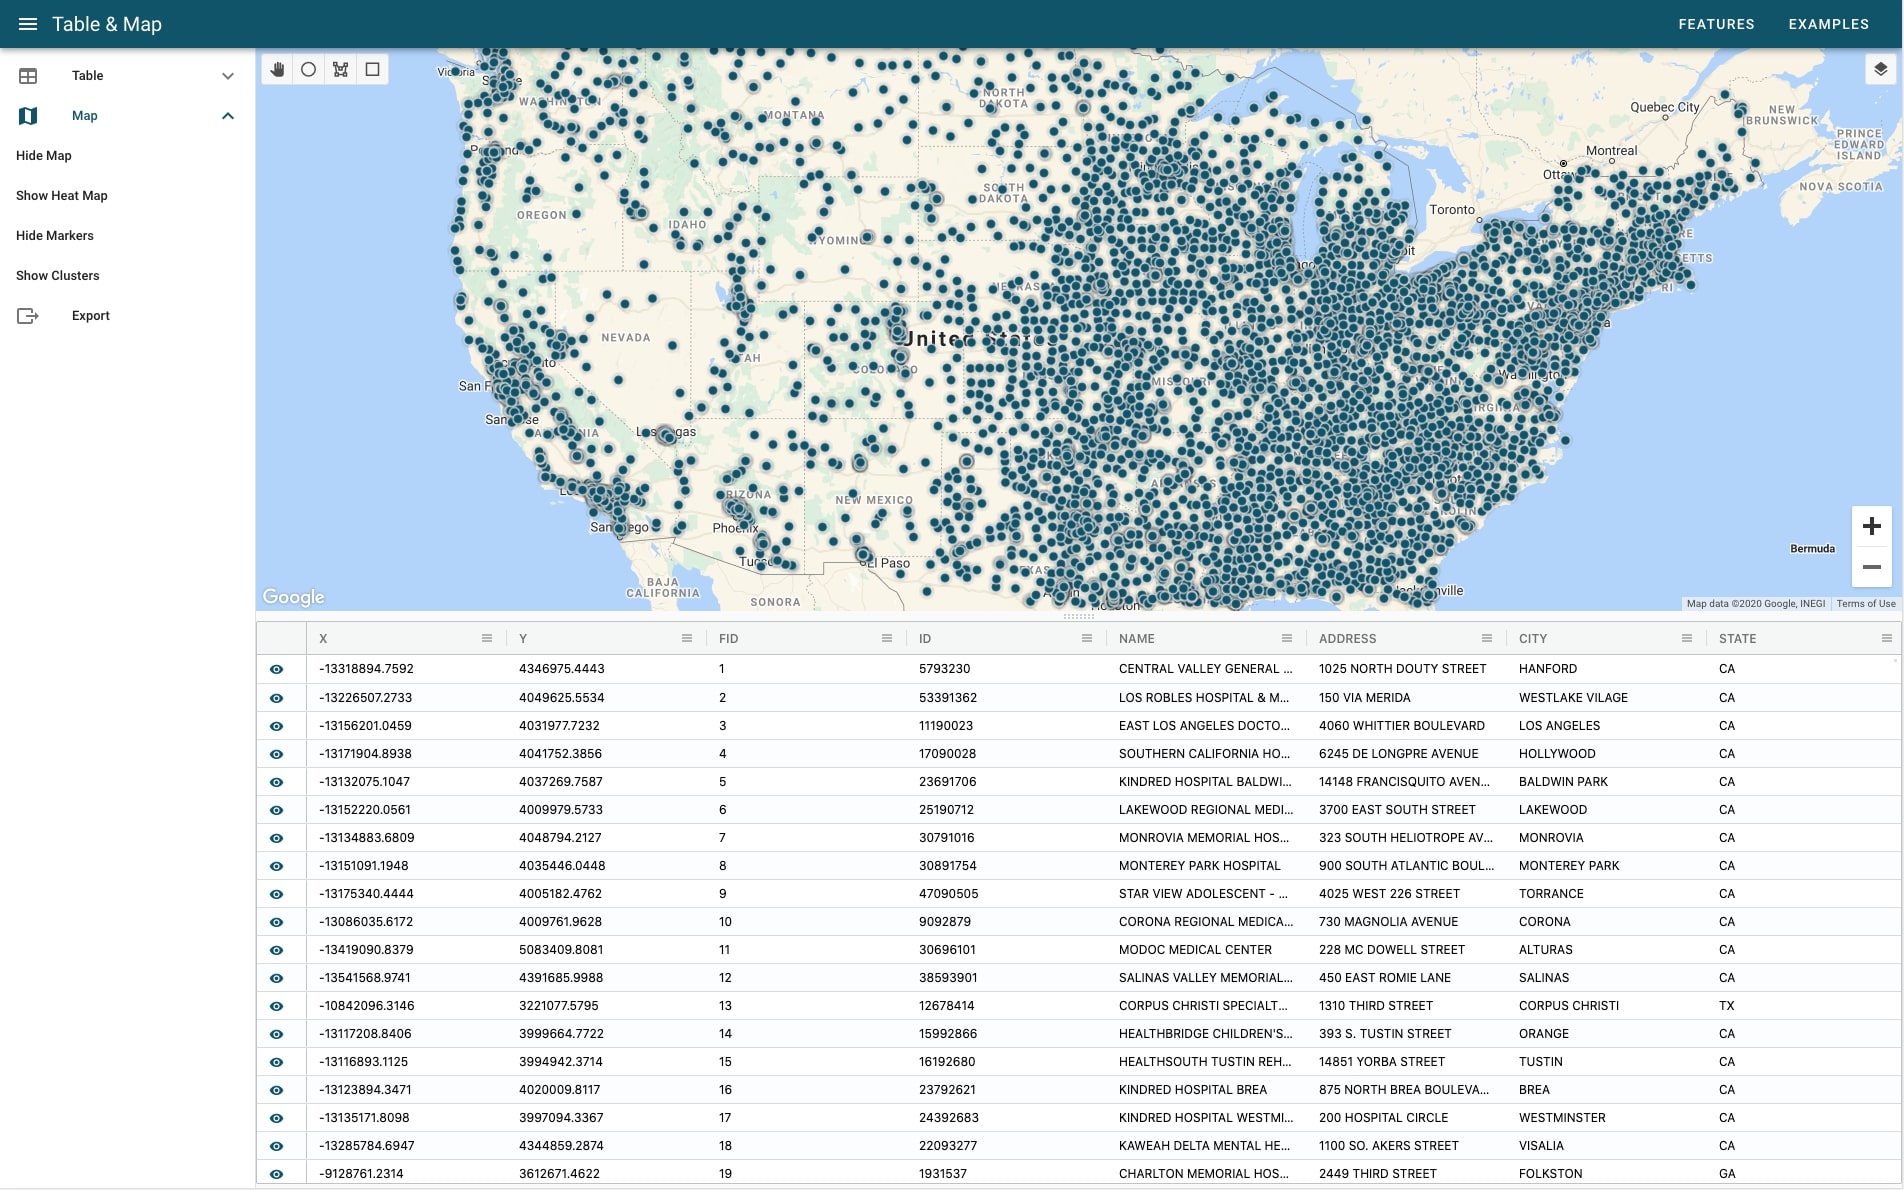 Table & Map
FEATURES
EXAMPLES
Table
Map
Hide Map
Show Heat Map
Hide Markers
Show Clusters
Export
Victoria
WASHINGTON
MONTANA
NORTH
DAKOTA
Quebec City
NEW
BRUNSWICK
PRINCE
EDWARD
ISLAND
Montreal
NOVA SCOTIA
SOUTH
DAKOTA
OREGON
IDAHO
Toronto
NEVADA
United States
COLORADO
MISSOURI
San Jose
Las Vegas
ARIZONA
NEW MEXICO
San Diego
Phoenix
El Paso
Bermuda
BAJA
CALIFORNIA
SONORA
Google
Map data ©2020 Google, INEGI
Terms of Use
X Y FID ID NAME ADDRESS CITY STATE
-13318894.7592 4346975.4443 1 5793230 CENTRAL VALLEY GENERAL ... 1025 NORTH DOUTY STREET HANFORD CA
-13226507.2733 4049625.5534 2 53391362 LOS ROBLES HOSPITAL & M... 150 VIA MERIDA WESTLAKE VILAGE CA
-13156201.0459 4031977.7232 3 11190023 EAST LOS ANGELES DOCTO... 4060 WHITTIER BOULEVARD LOS ANGELES CA
-13171904.8938 4041752.3856 4 17090028 SOUTHERN CALIFORNIA HO... 6245 DE LONGPRE AVENUE HOLLYWOOD CA
-13132075.1047 4037269.7587 5 23691706 KINDRED HOSPITAL BALDWI... 14148 FRANCISQUITO AVEN... BALDWIN PARK CA
-13152220.0561 4009979.5733 6 25190712 LAKEWOOD REGIONAL MEDI... 3700 EAST SOUTH STREET LAKEWOOD CA
-13134883.6809 4048794.2127 7 30791016 MONROVIA MEMORIAL HOS... 323 SOUTH HELIOTROPE AV... MONROVIA CA
-13151091.1948 4035446.0448 8 30891754 MONTEREY PARK HOSPITAL 900 SOUTH ATLANTIC BOUL... MONTEREY PARK CA
-13175340.4444 4005182.4762 9 47090505 STAR VIEW ADOLESCENT - ... 4025 WEST 226 STREET TORRANCE CA
-13086035.6172 4009761.9628 10 9092879 CORONA REGIONAL MEDICA... 730 MAGNOLIA AVENUE CORONA CA
-13419090.8379 5083409.8081 11 30696101 MODOC MEDICAL CENTER 228 MC DOWELL STREET ALTURAS CA
-13541568.9741 4391685.9988 12 38593901 SALINAS VALLEY MEMORIAL... 450 EAST ROMIE LANE SALINAS CA
-10842096.3146 3221077.5795 13 12678414 CORPUS CHRISTI SPECIALT... 1310 THIRD STREET CORPUS CHRISTI TX
-13117208.8406 3999664.7722 14 15992866 HEALTHBRIDGE CHILDREN'S... 393 S. TUSTIN STREET ORANGE CA
-13116893.1125 3994942.3714 15 16192680 HEALTHSOUTH TUSTIN REH... 14851 YORBA STREET TUSTIN CA
-13123894.3471 4020009.8117 16 23792621 KINDRED HOSPITAL BREA 875 NORTH BREA BOULEVA... BREA CA
-13135171.8098 3997094.3367 17 24392683 KINDRED HOSPITAL WESTMI... 200 HOSPITAL CIRCLE WESTMINSTER CA
-13285784.6947 4344859.2874 18 22093277 KAWEAH DELTA MENTAL HE... 1100 SO. AKERS STREET VISALIA CA
-9128761.2314 3612671.4622 19 1931537 CHARLTON MEMORIAL HOS... 2449 THIRD STREET FOLKSTON GA